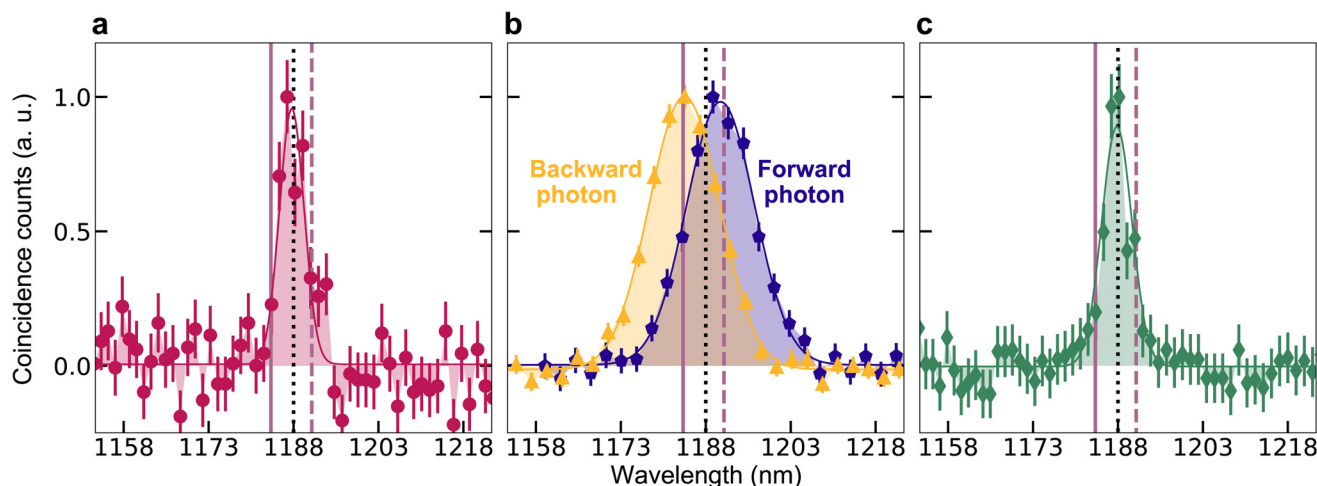 a b c
Coincidence counts (a. u.)
1.0
0.5
0.0
Backward
photon
Forward
photon
1158 1173 1188 1203 1218 1158 1173 1188 1203 1218 1158 1173 1188 1203 1218
Wavelength (nm)